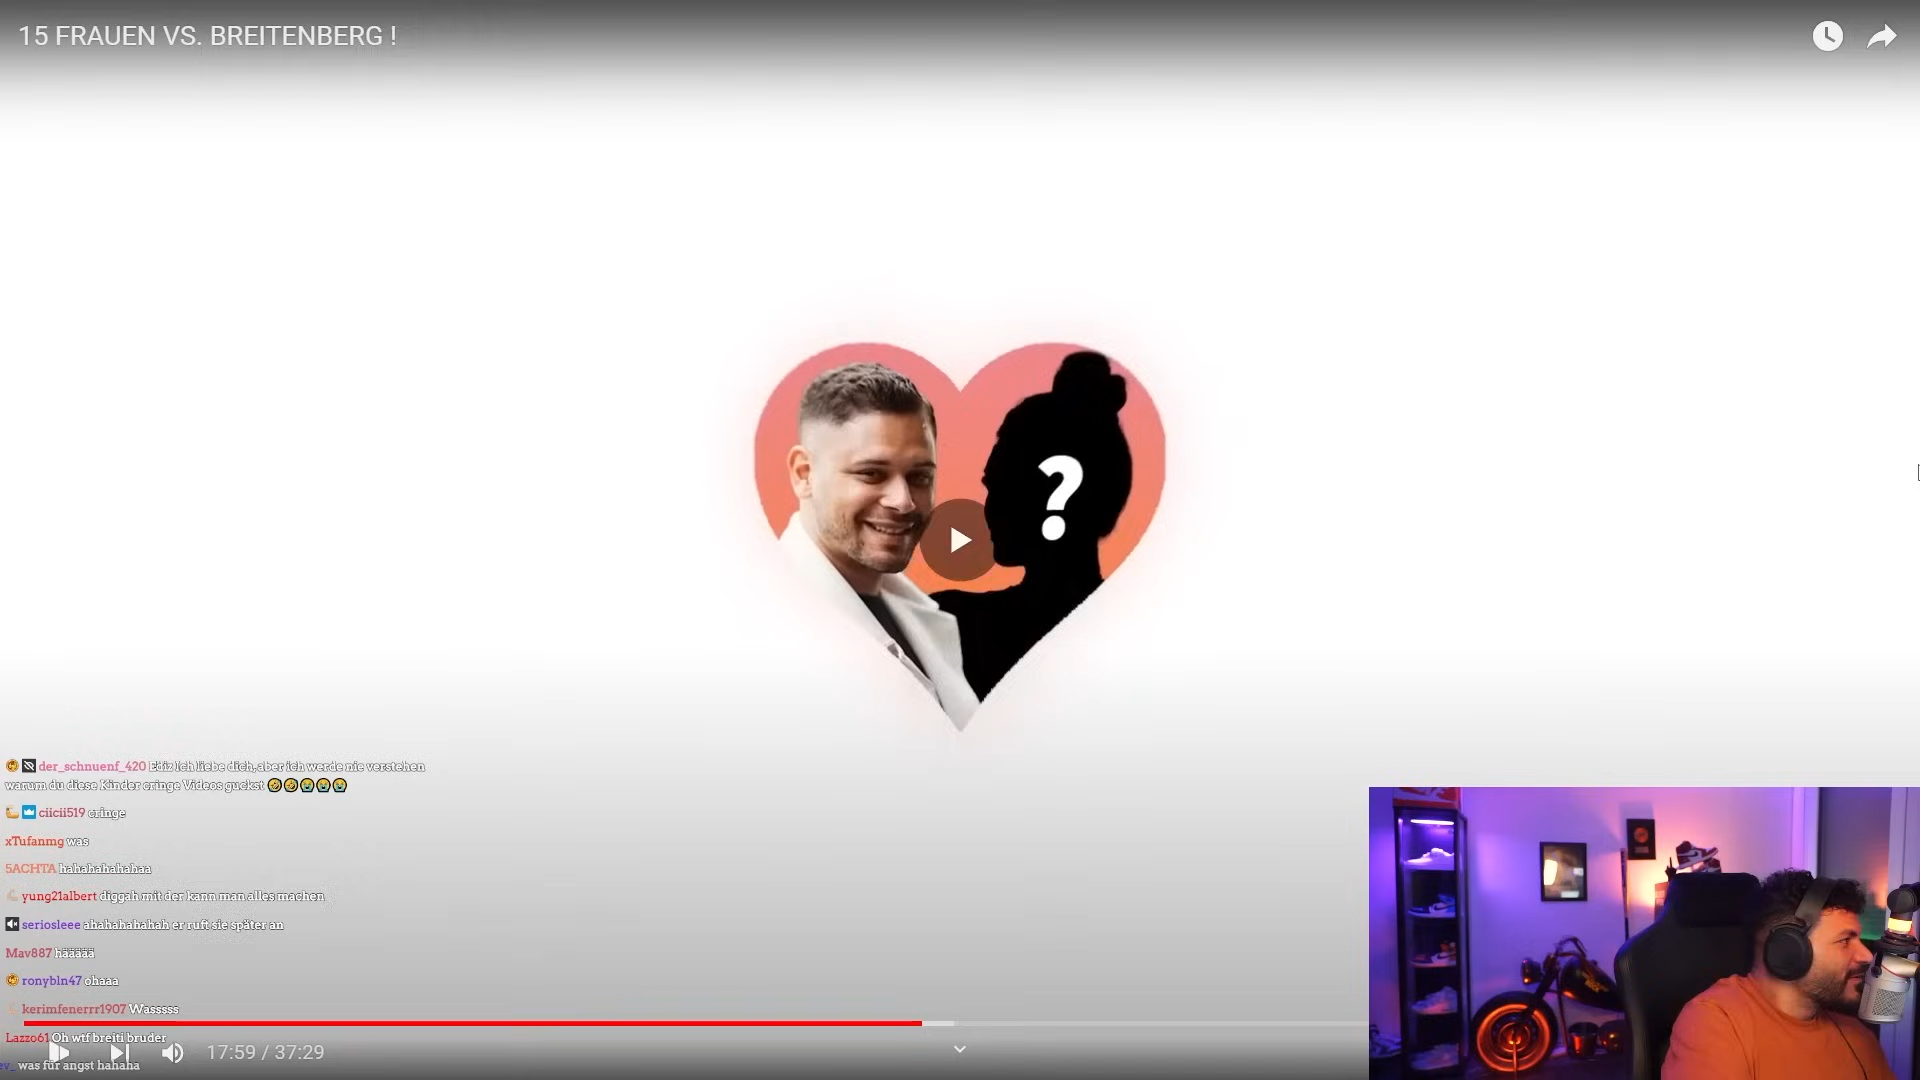 15 FRAUEN VS. BREITENBERG !
?
der_schnuenf_420 Ediz ich liebe dich, aber ich werde nie verstehen
warum du diese Kinder cringe Videos guckst 🤣🤣😭😭😭
ciicii519 cringe
xTufanmg was
5ACHTA hahahahahahaa
yung21albert diggah mit der kann man alles machen
seriosleee ahahahahahah er ruft sie später an
Mav887 häääää
ronybln47 ohaaa
kerimfenerrr1907 Wasssss
Lazzo61 Oh wtf breiti bruder
17:59 / 37:29
ev_ was für angst hahaha